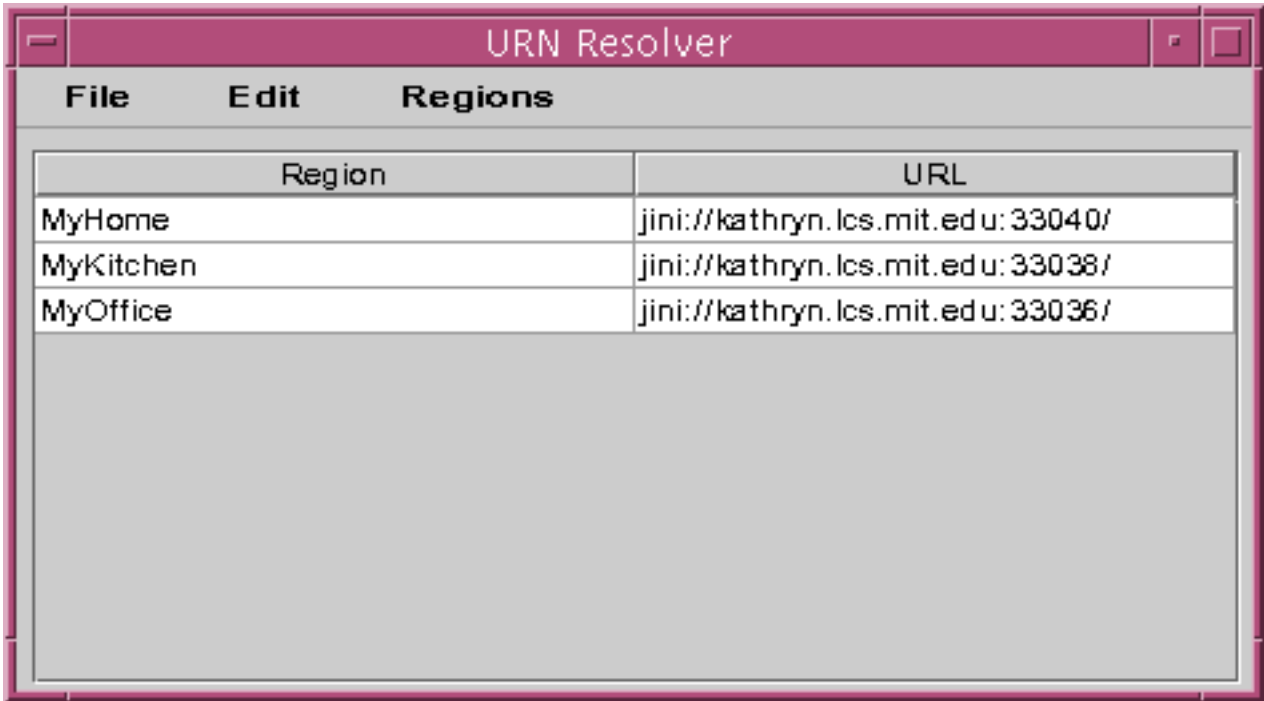 URN Resolver
File Edit Regions
Region URL
MyHome jini://kathryn.lcs.mit.edu:33040/
MyKitchen jini://kathryn.lcs.mit.edu:33038/
MyOffice jini://kathryn.lcs.mit.edu:33036/